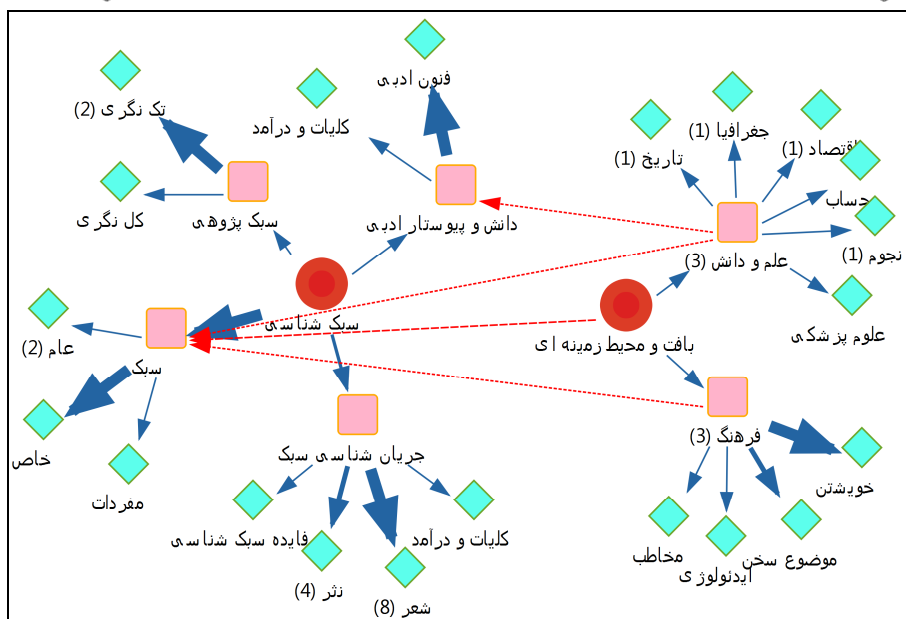 فنون ادبی
تک نگری (2)
کلیات و درآمد
جغرافیا (1)
اقتصاد (1)
تاریخ (1)
حساب
کل نگری
سبک پژوهی
دانش و پیوستار ادبی
علم و دانش (3)
نجوم (1)
سبک شناسی
بافت و محیط زمینه ای
علوم پزشکی
عام (2)
سبک
خاص
مفردات
جریان شناسی سبک
فرهنگ (3)
خویشتن
فایده سبک شناسی
کلیات و درآمد
مخاطب
موضوع سخن
ایدئولوژی
نثر (4)
شعر (8)